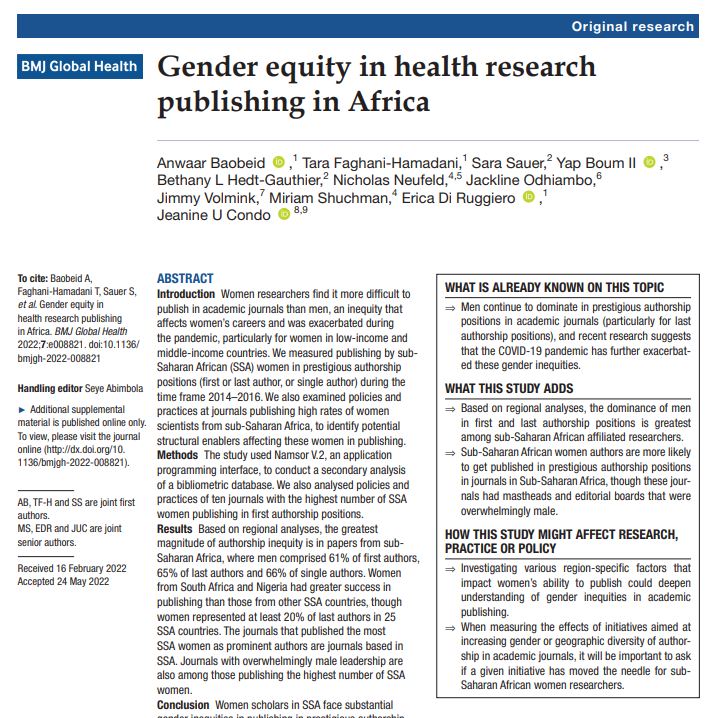 Original research
BMJ Global Health
Gender equity in health research
publishing in Africa
Anwaar Baobeid ,1 Tara Faghani-Hamadani,1 Sara Sauer,2 Yap Boum II ,3
Bethany L Hedt-Gauthier,2 Nicholas Neufeld,4,5 Jackline Odhiambo,6
Jimmy Volmink,7 Miriam Shuchman,4 Erica Di Ruggiero ,1
Jeanine U Condo 8,9
To cite: Baobeid A,
Faghani-Hamadani T, Sauer S,
et al. Gender equity in
health research publishing
in Africa. BMJ Global Health
2022;7:e008821. doi:10.1136/
bmjgh-2022-008821
Handling editor Seye Abimbola
► Additional supplemental
material is published online only.
To view, please visit the journal
online (http://dx.doi.org/10.
1136/bmjgh-2022-008821).
AB, TF-H and SS are joint first
authors.
MS, EDR and JUC are joint
senior authors.
Received 16 February 2022
Accepted 24 May 2022
ABSTRACT
Introduction Women researchers find it more difficult to
publish in academic journals than men, an inequity that
affects women's careers and was exacerbated during
the pandemic, particularly for women in low-income and
middle-income countries. We measured publishing by sub-
Saharan African (SSA) women in prestigious authorship
positions (first or last author, or single author) during the
time frame 2014–2016. We also examined policies and
practices at journals publishing high rates of women
scientists from sub-Saharan Africa, to identify potential
structural enablers affecting these women in publishing.
Methods The study used Namsor V.2, an application
programming interface, to conduct a secondary analysis
of a bibliometric database. We also analysed policies and
practices of ten journals with the highest number of SSA
women publishing in first authorship positions.
Results Based on regional analyses, the greatest
magnitude of authorship inequity is in papers from sub-
Saharan Africa, where men comprised 61% of first authors,
65% of last authors and 66% of single authors. Women
from South Africa and Nigeria had greater success in
publishing than those from other SSA countries, though
women represented at least 20% of last authors in 25
SSA countries. The journals that published the most
SSA women as prominent authors are journals based in
SSA. Journals with overwhelmingly male leadership are
also among those publishing the highest number of SSA
women.
Conclusion Women scholars in SSA face substantial
gender inequities in publishing in prestigious authorship
WHAT IS ALREADY KNOWN ON THIS TOPIC
⇒ Men continue to dominate in prestigious authorship
positions in academic journals (particularly for last
authorship positions), and recent research suggests
that the COVID-19 pandemic has further exacerbat-
ed these gender inequities.
WHAT THIS STUDY ADDS
⇒ Based on regional analyses, the dominance of men
in first and last authorship positions is greatest
among sub-Saharan African affiliated researchers.
⇒ Sub-Saharan African women authors are more likely
to get published in prestigious authorship positions
in journals in Sub-Saharan Africa, though these jour-
nals had mastheads and editorial boards that were
overwhelmingly male.
HOW THIS STUDY MIGHT AFFECT RESEARCH,
PRACTICE OR POLICY
⇒ Investigating various region-specific factors that
impact women's ability to publish could deepen
understanding of gender inequities in academic
publishing.
⇒ When measuring the effects of initiatives aimed at
increasing gender or geographic diversity of author-
ship in academic journals, it will be important to ask
if a given initiative has moved the needle for sub-
Saharan African women researchers.